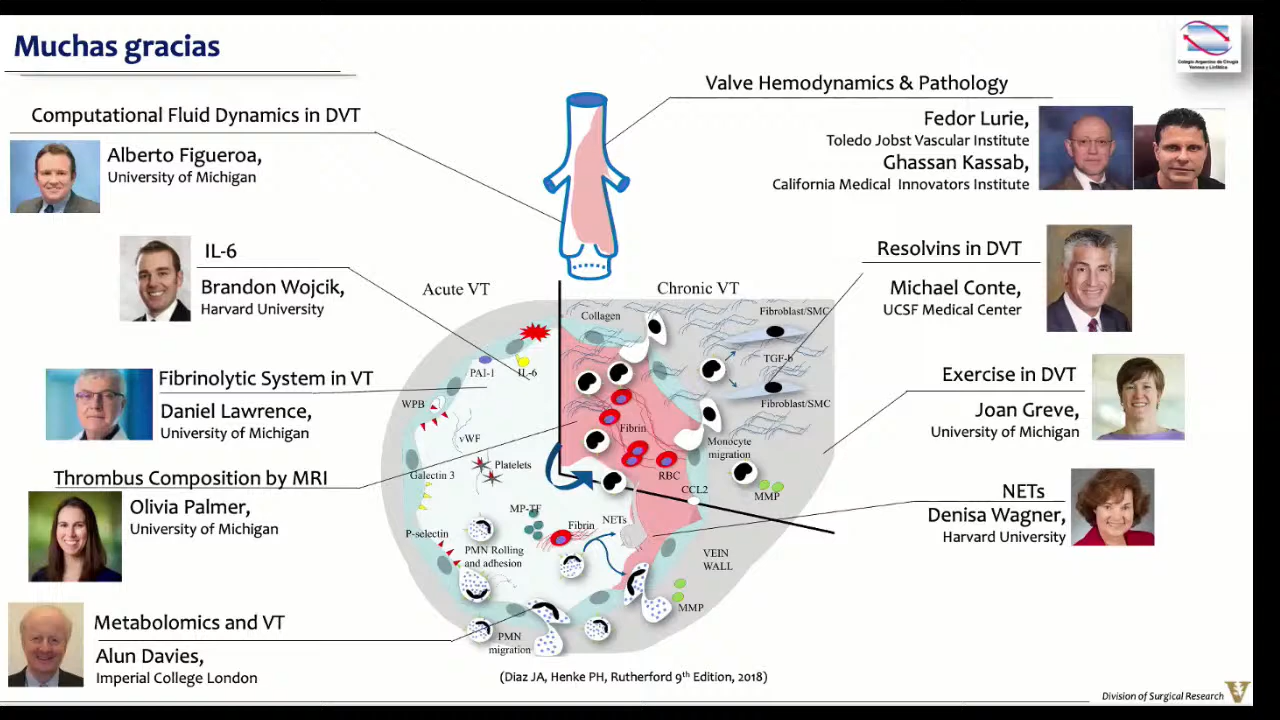 Muchas gracias
Colegio Argentino de Cirugía
Venosa y Linfática
Computational Fluid Dynamics in DVT
Alberto Figueroa,
University of Michigan
Valve Hemodynamics & Pathology
Fedor Lurie,
Toledo Jobst Vascular Institute
Ghassan Kassab,
California Medical Innovators Institute
IL-6
Brandon Wojcik,
Harvard University
Resolvins in DVT
Michael Conte,
UCSF Medical Center
Fibrinolytic System in VT
Daniel Lawrence,
University of Michigan
Exercise in DVT
Joan Greve,
University of Michigan
Thrombus Composition by MRI
Olivia Palmer,
University of Michigan
NETs
Denisa Wagner,
Harvard University
Metabolomics and VT
Alun Davies,
Imperial College London
Acute VT
Chronic VT
Collagen
Fibroblast/SMC
PAI-1
IL-6
TGF-b
WPB
Fibroblast/SMC
vWF
Fibrin
Monocyte
migration
Platelets
Galectin 3
RBC
CCL2
MMP
MP-TF
Fibrin
NETs
P-selectin
PMN Rolling
and adhesion
VEIN
WALL
MMP
PMN
migration
(Diaz JA, Henke PH, Rutherford 9th Edition, 2018)
Division of Surgical Research